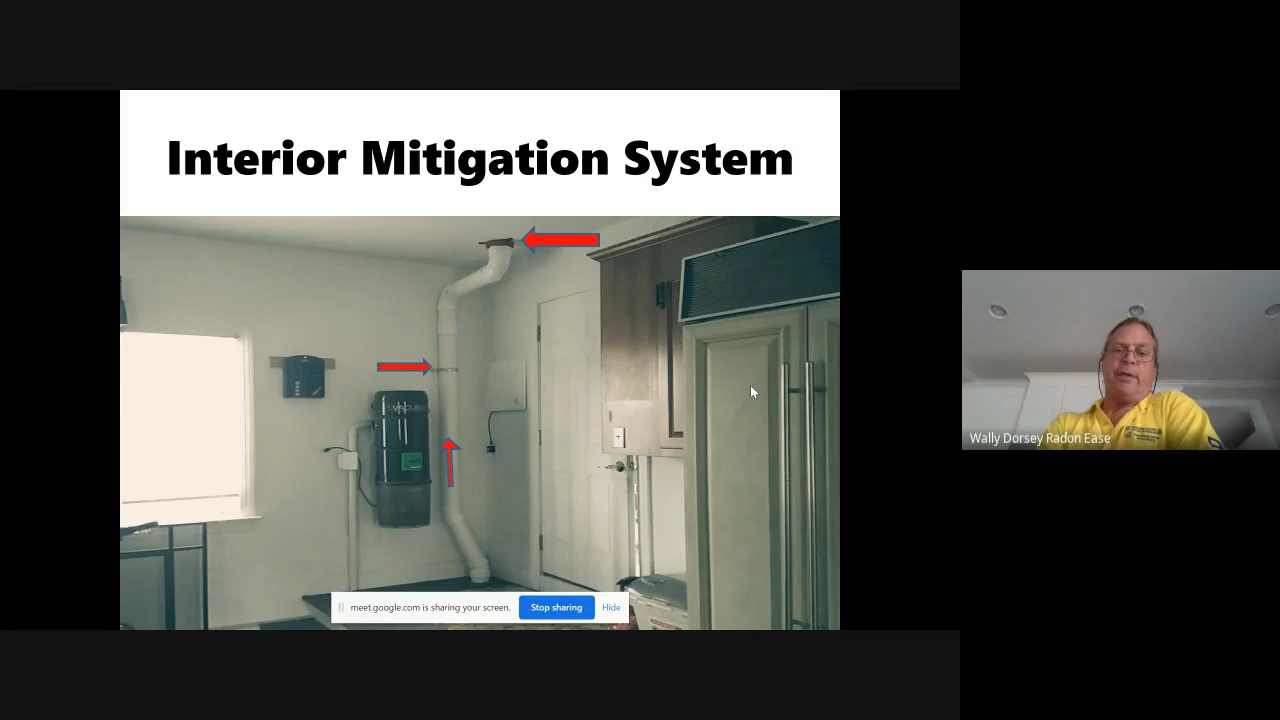 Interior Mitigation System
meet.google.com is sharing your screen.
Stop sharing
Hide
Wally Dorsey Radon Ease